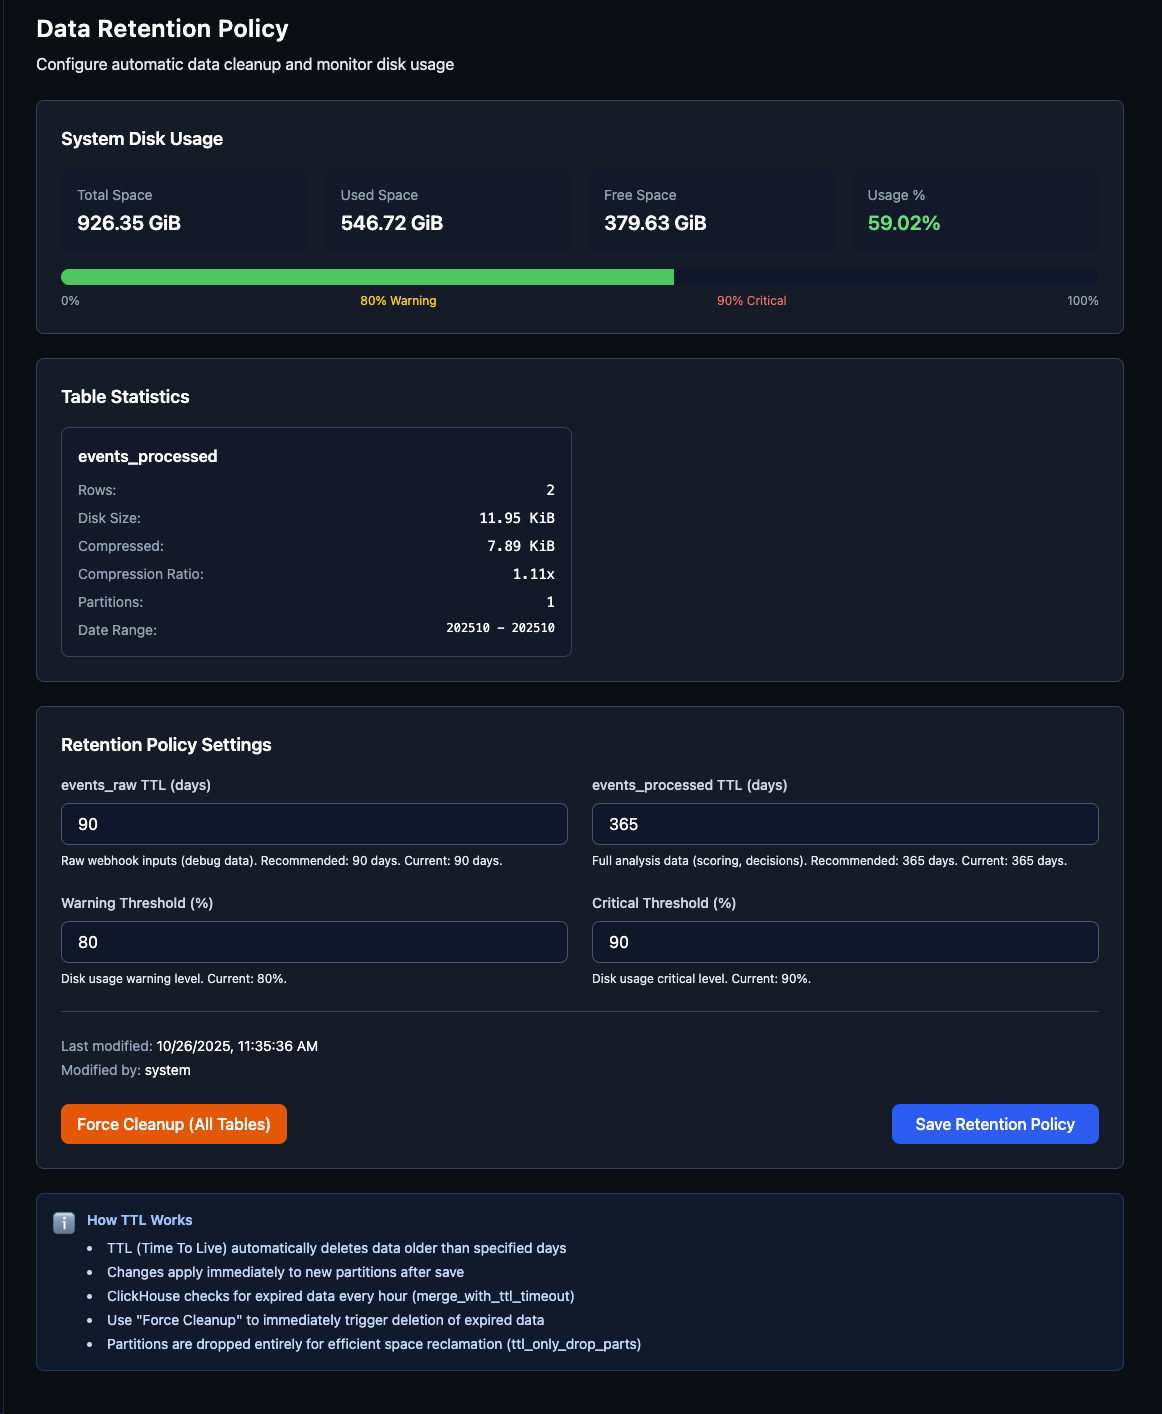 Data Retention Policy
Configure automatic data cleanup and monitor disk usage
System Disk Usage
Total Space
926.35 GiB
Used Space
546.72 GiB
Free Space
379.63 GiB
Usage %
59.02%
0%
80% Warning
90% Critical
100%
Table Statistics
events_processed
Rows: 2
Disk Size: 11.95 KiB
Compressed: 7.89 KiB
Compression Ratio: 1.11x
Partitions: 1
Date Range: 202510 – 202510
Retention Policy Settings
events_raw TTL (days)
90
Raw webhook inputs (debug data). Recommended: 90 days. Current: 90 days.
events_processed TTL (days)
365
Full analysis data (scoring, decisions). Recommended: 365 days. Current: 365 days.
Warning Threshold (%)
80
Disk usage warning level. Current: 80%.
Critical Threshold (%)
90
Disk usage critical level. Current: 90%.
Last modified: 10/26/2025, 11:35:36 AM
Modified by: system
Force Cleanup (All Tables)
Save Retention Policy
i How TTL Works
• TTL (Time To Live) automatically deletes data older than specified days
• Changes apply immediately to new partitions after save
• ClickHouse checks for expired data every hour (merge_with_ttl_timeout)
• Use "Force Cleanup" to immediately trigger deletion of expired data
• Partitions are dropped entirely for efficient space reclamation (ttl_only_drop_parts)